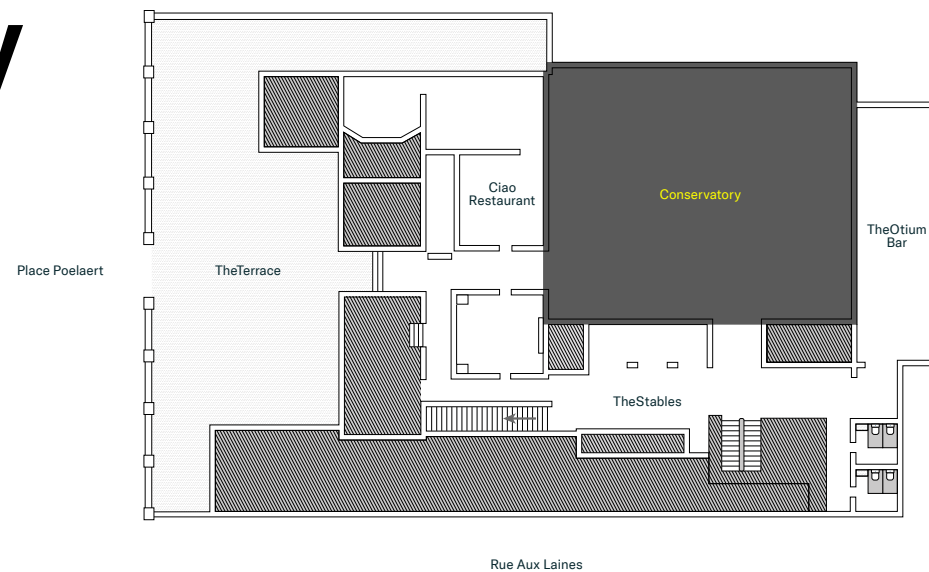 Ciao
Restaurant
Conservatory
TheOtium
Bar
Place Poelaert
TheTerrace
TheStables
Rue Aux Laines